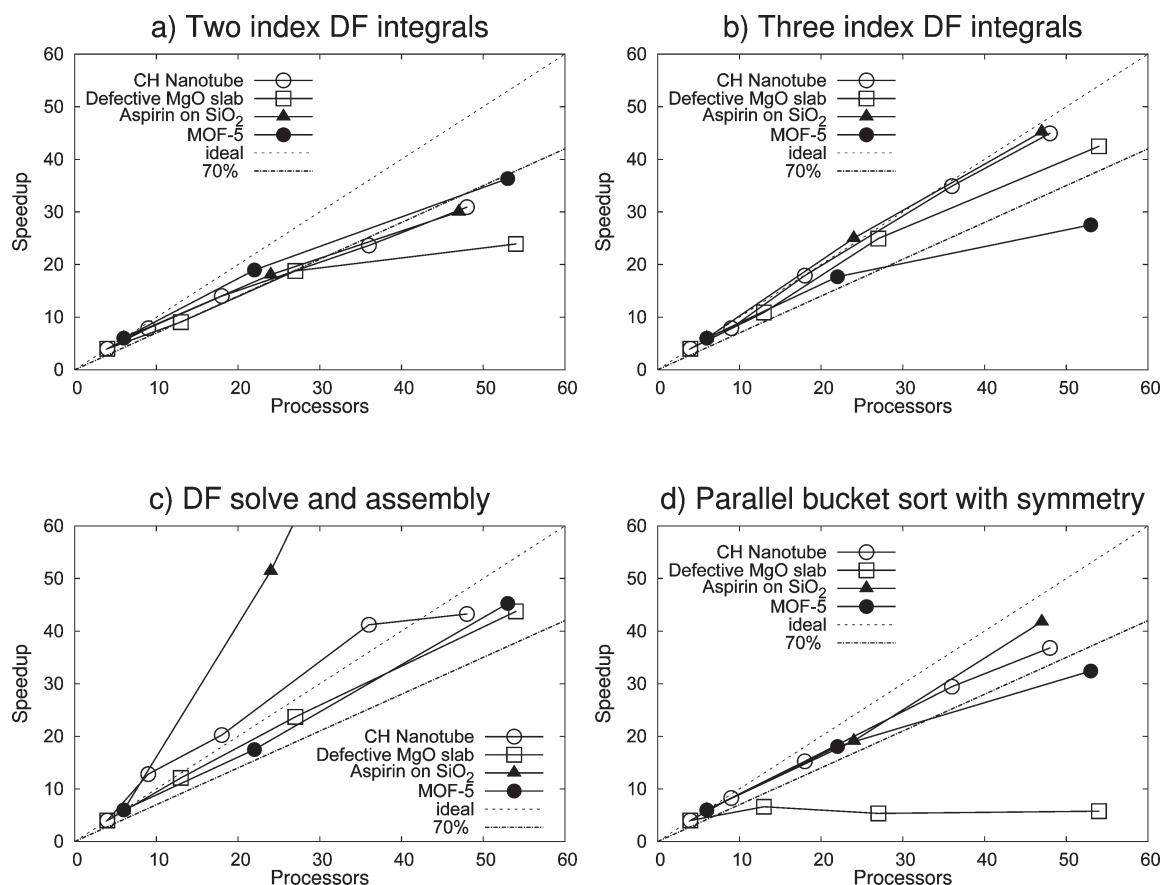 a) Two index DF integrals
60
50
40
30
20
10
0
Speedup
CH Nanotube
Defective MgO slab
Aspirin on SiO₂
MOF-5
ideal
70%
0 10 20 30 40 50 60
Processors
b) Three index DF integrals
60
50
40
30
20
10
0
Speedup
CH Nanotube
Defective MgO slab
Aspirin on SiO₂
MOF-5
ideal
70%
0 10 20 30 40 50 60
Processors
c) DF solve and assembly
60
50
40
30
20
10
0
Speedup
CH Nanotube
Defective MgO slab
Aspirin on SiO₂
MOF-5
ideal
70%
0 10 20 30 40 50 60
Processors
d) Parallel bucket sort with symmetry
60
50
40
30
20
10
0
Speedup
CH Nanotube
Defective MgO slab
Aspirin on SiO₂
MOF-5
ideal
70%
0 10 20 30 40 50 60
Processors